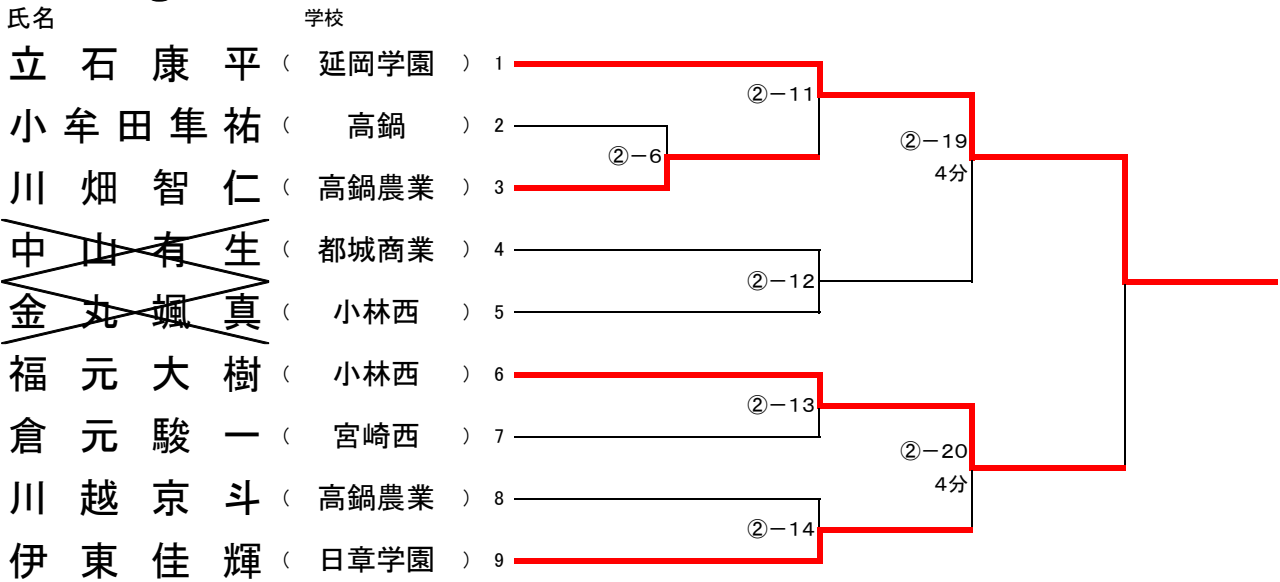 氏名 学校
立石康平 （ 延岡学園 ） 1
②－11
小牟田隼祐 （ 高鍋 ） 2
②－19
②－6
4分
川畑智仁 （ 高鍋農業 ） 3
中山有生 （ 都城商業 ） 4
②－12
金丸颯真 （ 小林西 ） 5
福元大樹 （ 小林西 ） 6
②－13
倉元駿一 （ 宮崎西 ） 7
②－20
4分
川越京斗 （ 高鍋農業 ） 8
②－14
伊東佳輝 （ 日章学園 ） 9